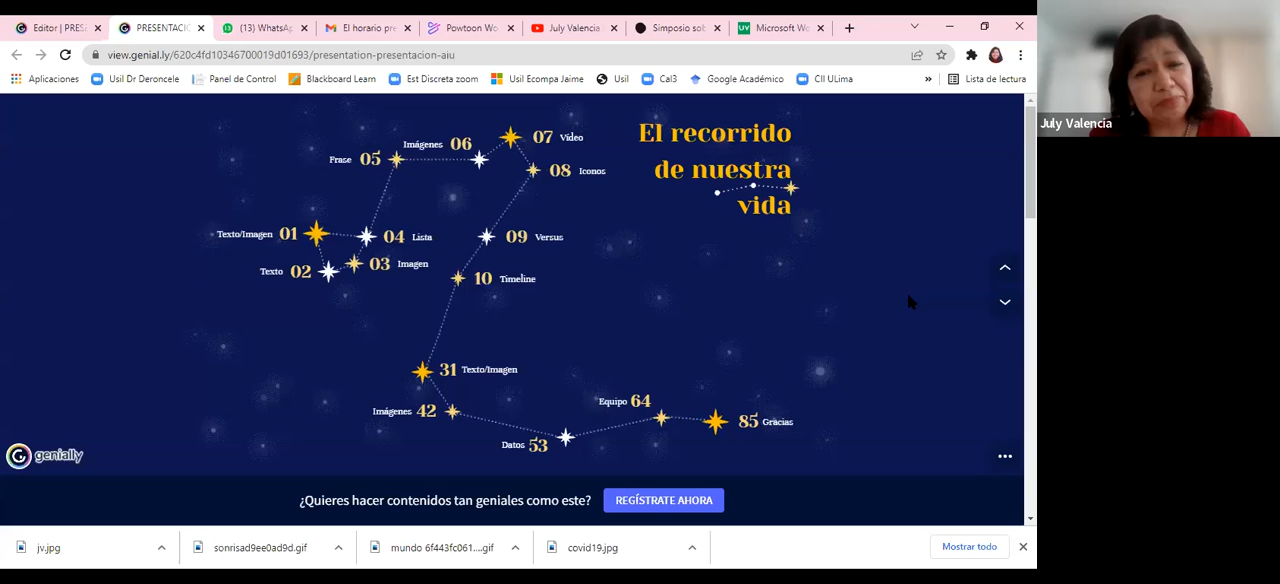 Editor | PRES
PRESENTACI
(13) WhatsA
El horario pre
Powtoon Wo
July Valencia
Simposio sob
Microsoft Wo
view.genial.ly/620c4fd10346700019d01693/presentation-presentacion-aiu
Aplicaciones
Usil Dr Deroncele
Panel de Control
Blackboard Learn
Est Discreta zoom
Usil Ecompa Jaime
Usil
Cal3
Google Académico
CII ULima
»
Lista de lectura
July Valencia
El recorrido
de nuestra
vida
Imágenes 06
07 Vídeo
Frase 05
08 Iconos
Texto/Imagen 01
04 Lista
09 Versus
Texto 02
03 Imagen
10 Timeline
31 Texto/Imagen
Imágenes 42
Equipo 64
85 Gracias
Datos 53
genially
¿Quieres hacer contenidos tan geniales como este?
REGÍSTRATE AHORA
jv.jpg
sonrisad9ee0ad9d.gif
mundo 6f443fc061....gif
covid19.jpg
Mostrar todo